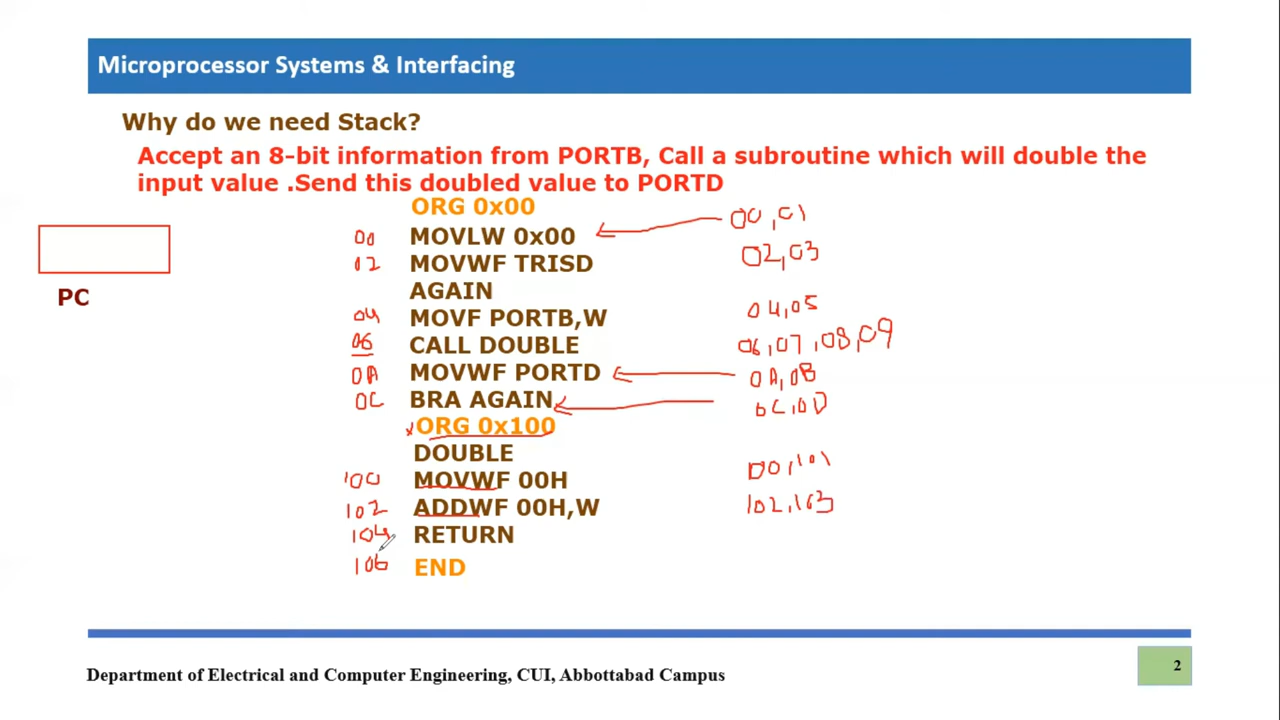 Microprocessor Systems & Interfacing
Why do we need Stack?
Accept an 8-bit information from PORTB, Call a subroutine which will double the
input value .Send this doubled value to PORTD
ORG 0x00
00 MOVLW 0x00 00,01
02 MOVWF TRISD 02,03
AGAIN
04 MOVF PORTB,W 04,05
06 CALL DOUBLE 06,07,08,09
0A MOVWF PORTD 0A,0B
0C BRA AGAIN 0C,0D
ORG 0x100
DOUBLE
100 MOVWF 00H 100,101
102 ADDWF 00H,W 102,103
104 RETURN
106 END
PC
Department of Electrical and Computer Engineering, CUI, Abbottabad Campus
2